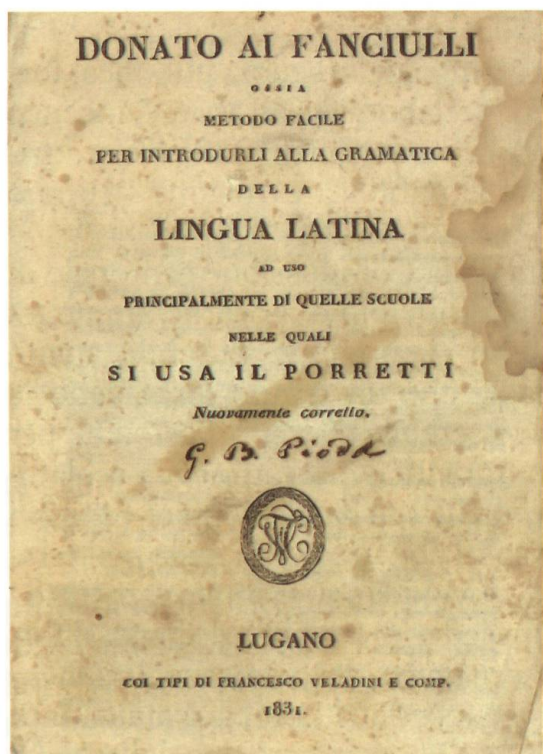 DONATO AI FANCIULLI
OSSIA
METODO FACILE
PER INTRODURLI ALLA GRAMATICA
DELLA
LINGUA LATINA
AD USO
PRINCIPALMENTE DI QUELLE SCUOLE
NELLE QUALI
SI USA IL PORRETTI
Nuovamente corretto.
G. B. Pioda
LUGANO
COI TIPI DI FRANCESCO VELADINI E COMP.
1831.